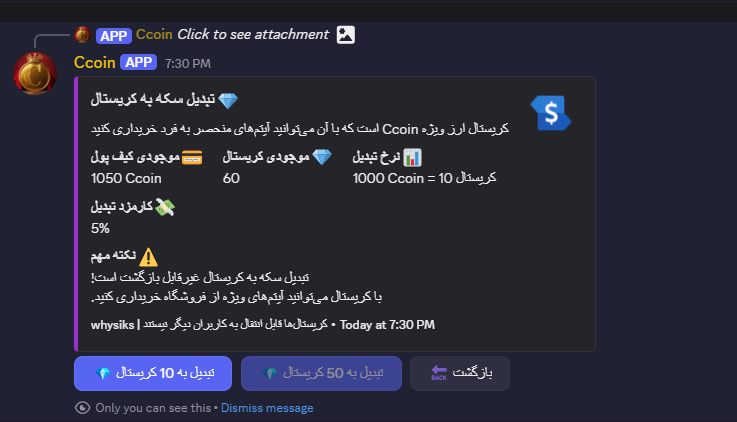 APP Ccoin Click to see attachment
Ccoin APP 7:30 PM
💎 تبدیل سکه به کریستال
کریستال ارز ویژه Ccoin است که با آن می‌توانید آیتم‌های منحصر به فرد خریداری کنید
💳 موجودی کیف پول
1050 Ccoin
💎 موجودی کریستال
60
📊 نرخ تبدیل
1000 Ccoin = 10 کریستال
💸 کارمزد تبدیل
5%
⚠️ نکته مهم
تبدیل سکه به کریستال غیرقابل بازگشت است!
با کریستال می‌توانید آیتم‌های ویژه از فروشگاه خریداری کنید.
whysiks | کریستال‌ها قابل انتقال به کاربران دیگر نیستند • Today at 7:30 PM
💎 تبدیل به 10 کریستال
💎 تبدیل به 50 کریستال
BACK بازگشت
Only you can see this • Dismiss message